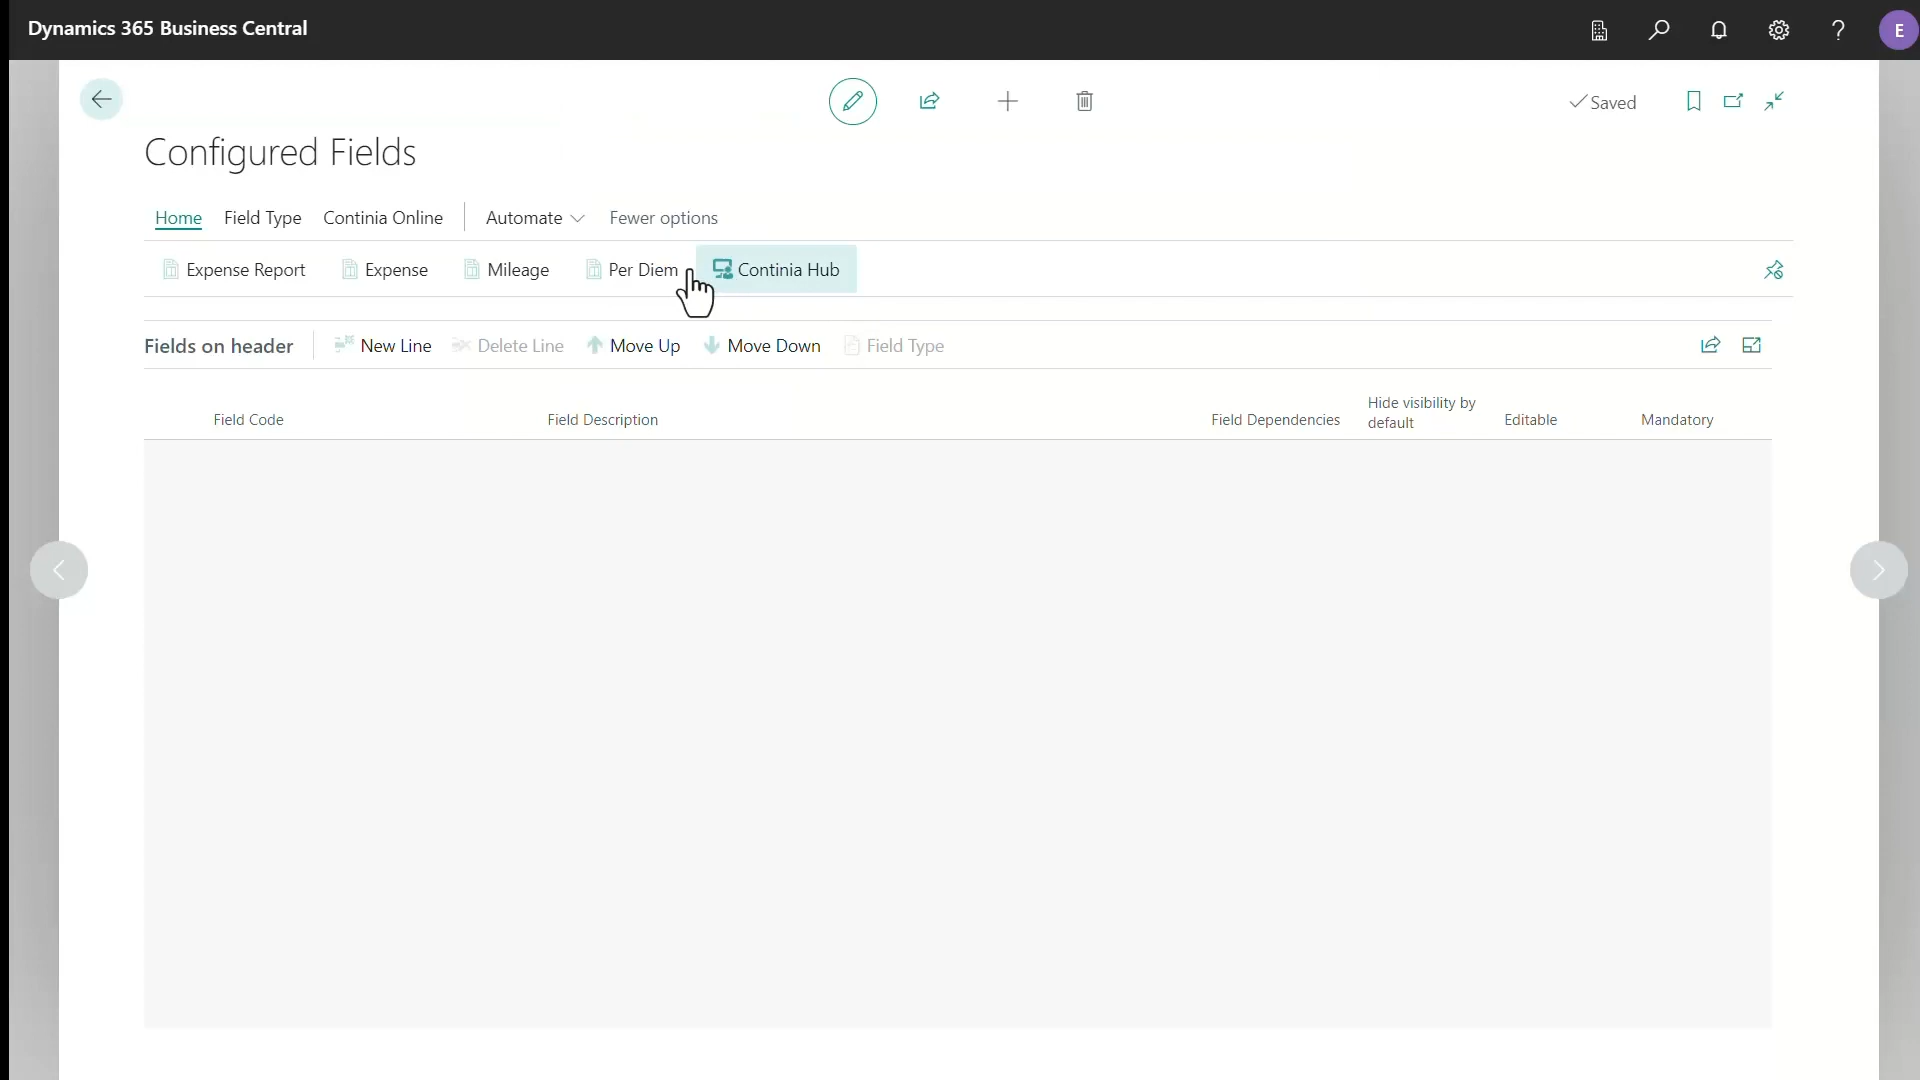 Dynamics 365 Business Central
E
Saved
Configured Fields
Home Field Type Continia Online Automate Fewer options
Expense Report Expense Mileage Per Diem Continia Hub
Fields on header New Line Delete Line Move Up Move Down Field Type
Field Code Field Description Field Dependencies Hide visibility by default Editable Mandatory